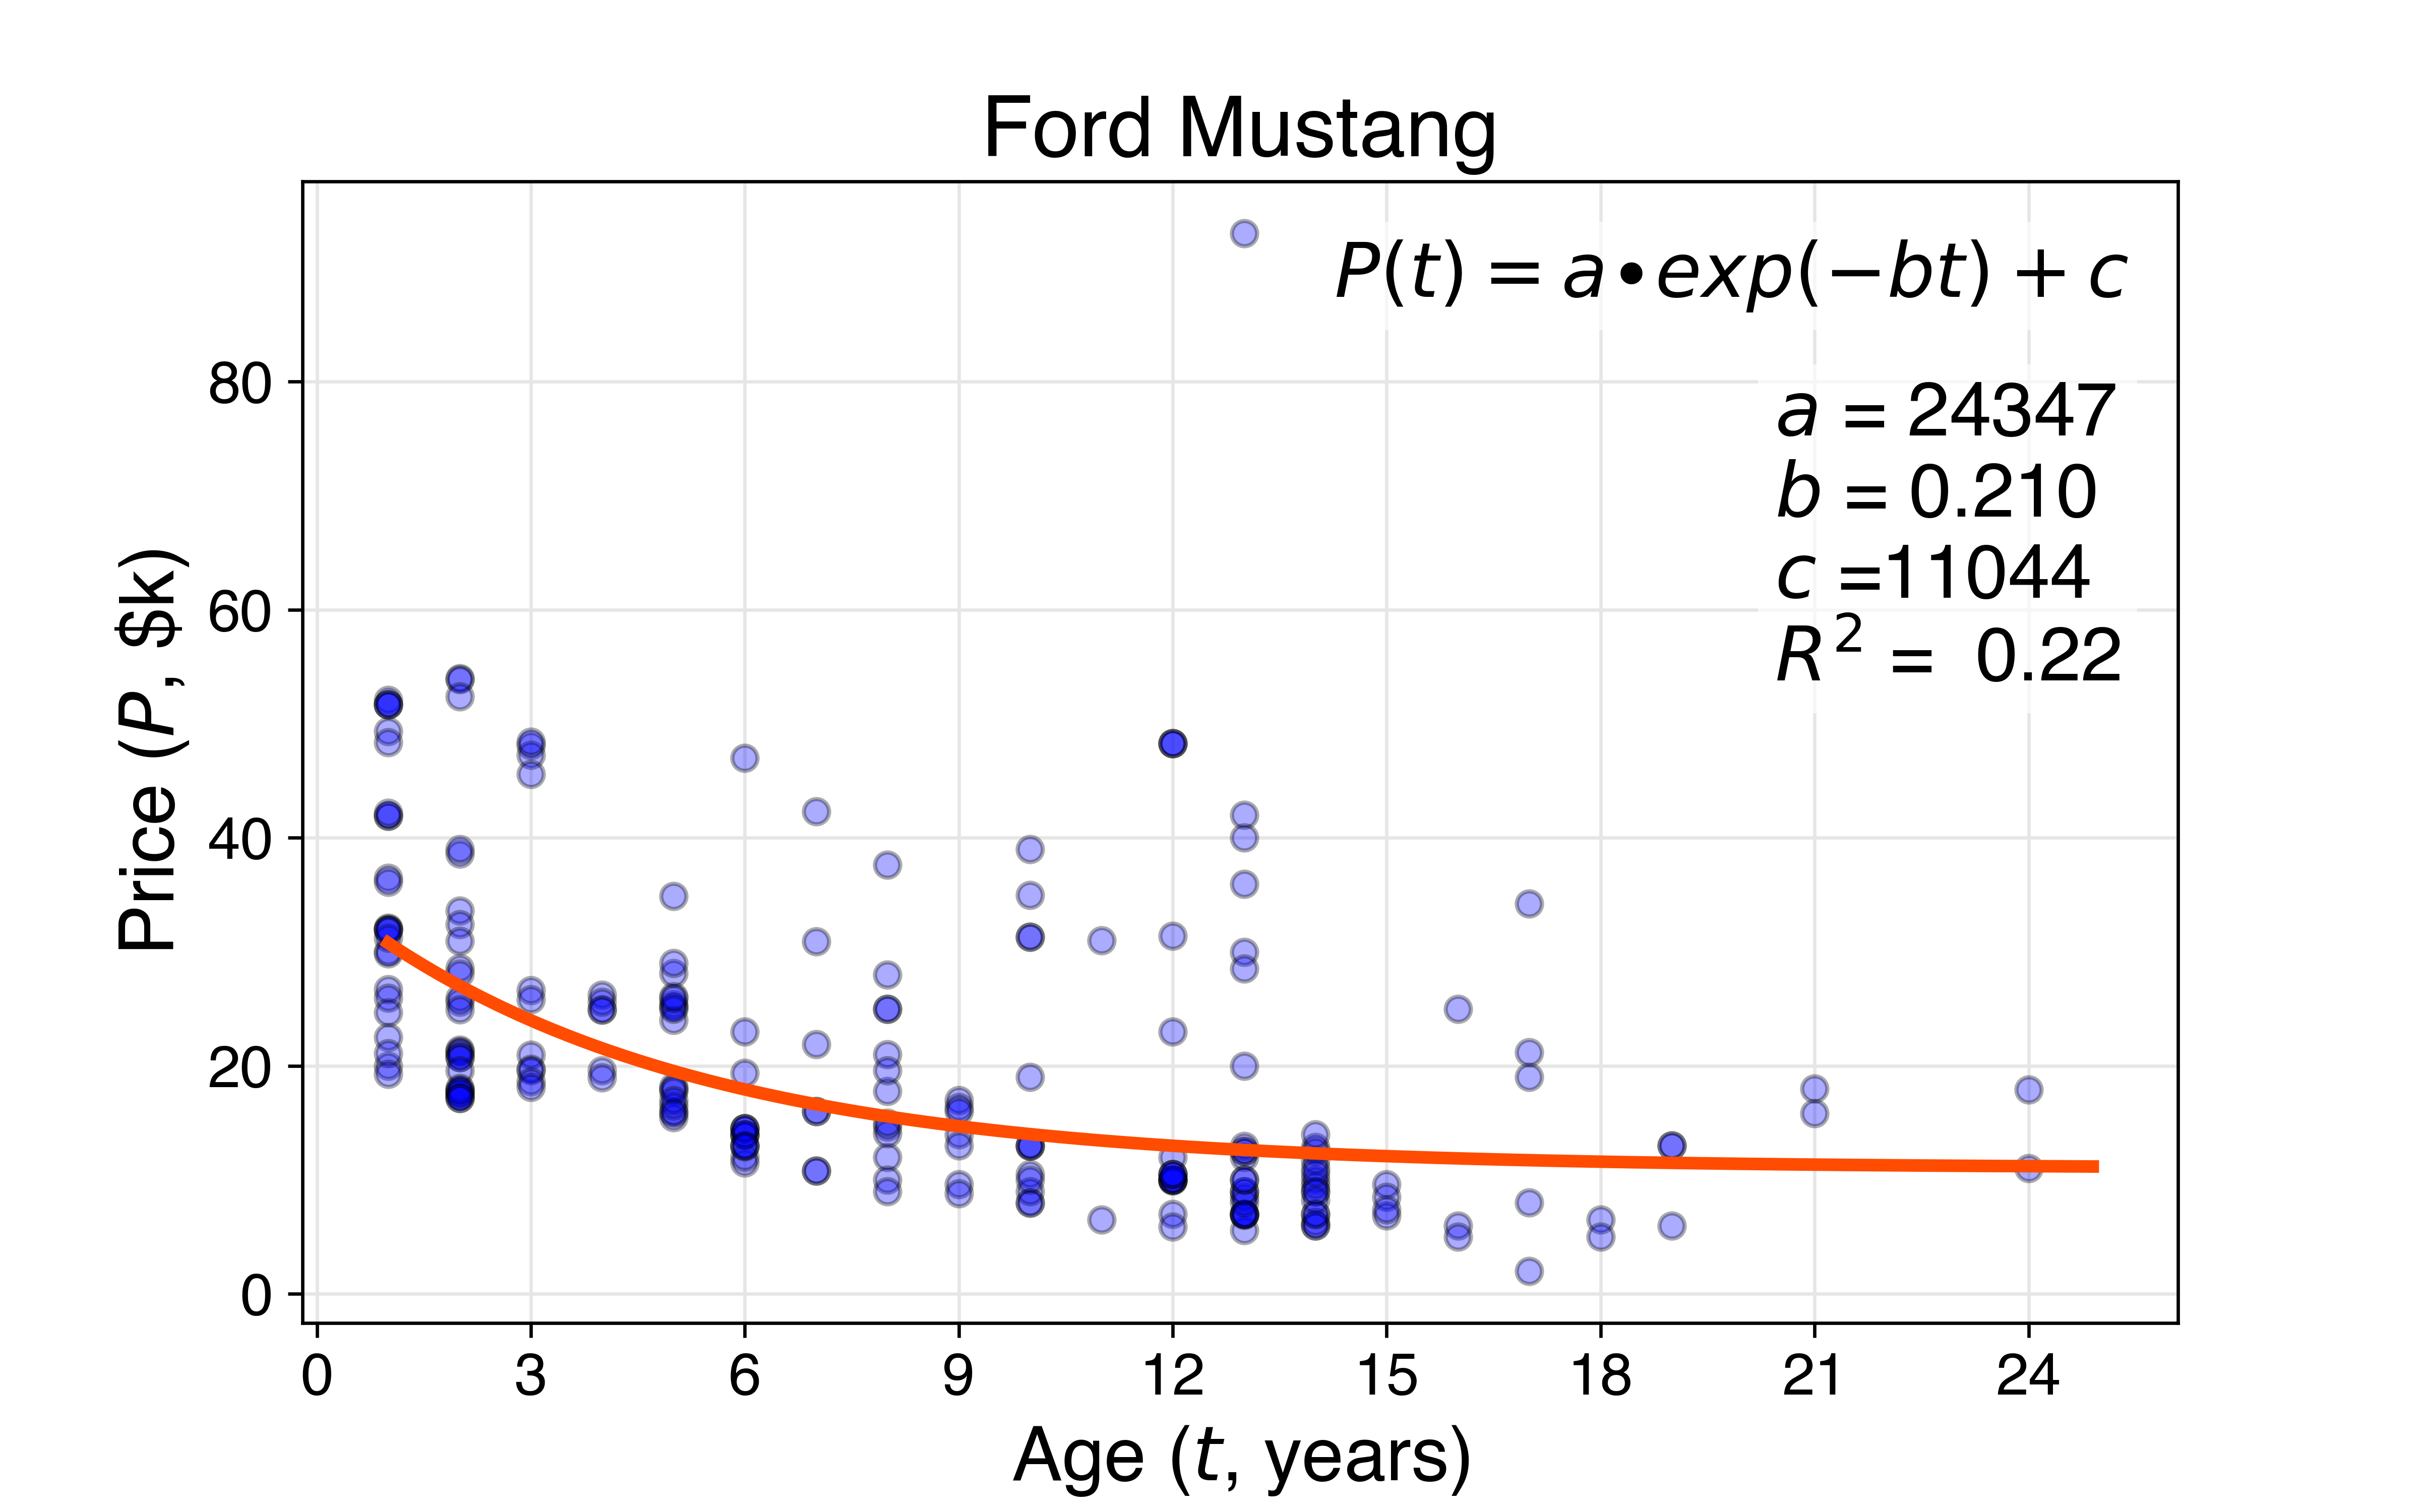 Ford Mustang
P(t) = a•exp(−bt) + c
a = 24347
b = 0.210
c =11044
R² = 0.22
Price (P, $k)
80
60
40
20
0
0 3 6 9 12 15 18 21 24
Age (t, years)